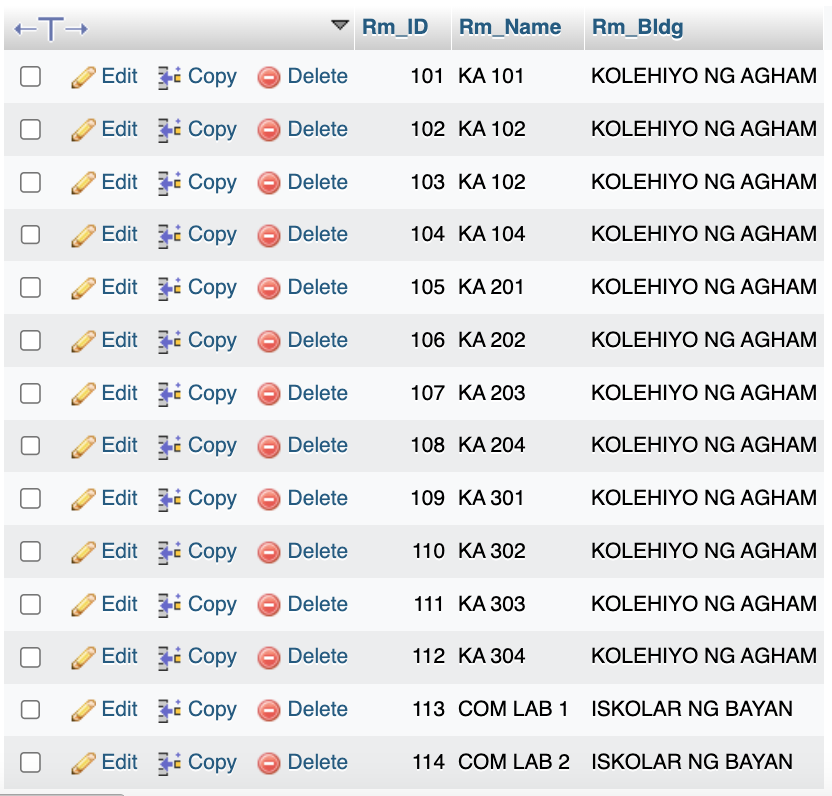 Rm_ID Rm_Name Rm_Bldg
Edit Copy Delete 101 KA 101 KOLEHIYO NG AGHAM
Edit Copy Delete 102 KA 102 KOLEHIYO NG AGHAM
Edit Copy Delete 103 KA 102 KOLEHIYO NG AGHAM
Edit Copy Delete 104 KA 104 KOLEHIYO NG AGHAM
Edit Copy Delete 105 KA 201 KOLEHIYO NG AGHAM
Edit Copy Delete 106 KA 202 KOLEHIYO NG AGHAM
Edit Copy Delete 107 KA 203 KOLEHIYO NG AGHAM
Edit Copy Delete 108 KA 204 KOLEHIYO NG AGHAM
Edit Copy Delete 109 KA 301 KOLEHIYO NG AGHAM
Edit Copy Delete 110 KA 302 KOLEHIYO NG AGHAM
Edit Copy Delete 111 KA 303 KOLEHIYO NG AGHAM
Edit Copy Delete 112 KA 304 KOLEHIYO NG AGHAM
Edit Copy Delete 113 COM LAB 1 ISKOLAR NG BAYAN
Edit Copy Delete 114 COM LAB 2 ISKOLAR NG BAYAN